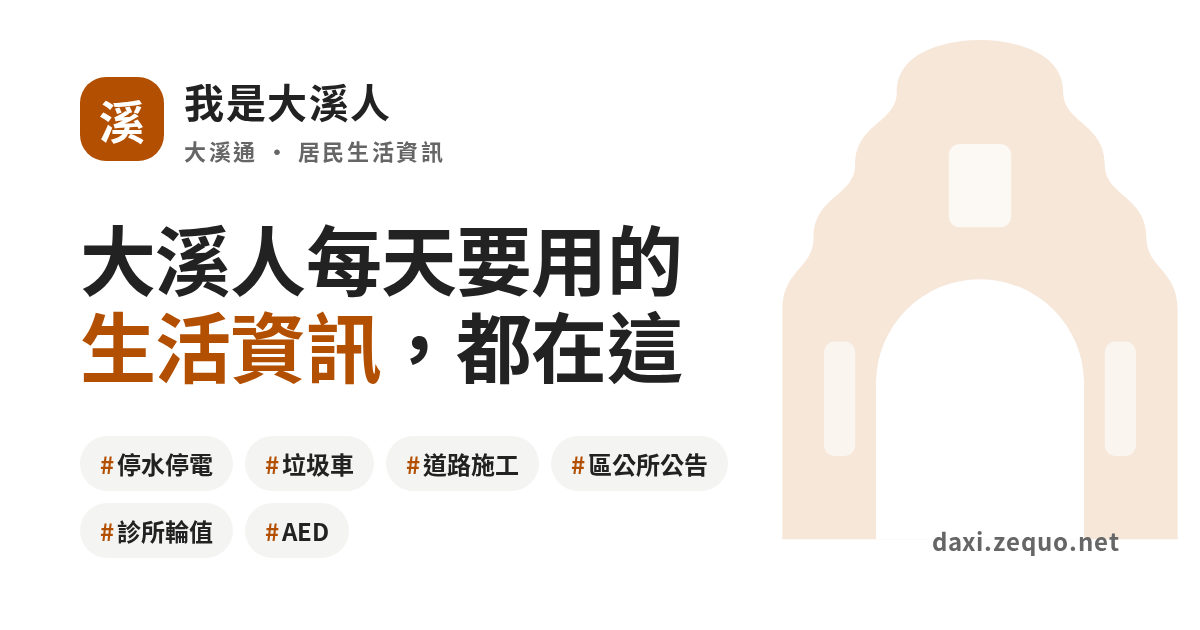 溪
我是大溪人
大溪通 · 居民生活資訊
大溪人每天要用的
生活資訊，都在這
#停水停電 #垃圾車 #道路施工 #區公所公告
#診所輪值 #AED
daxi.zequo.net